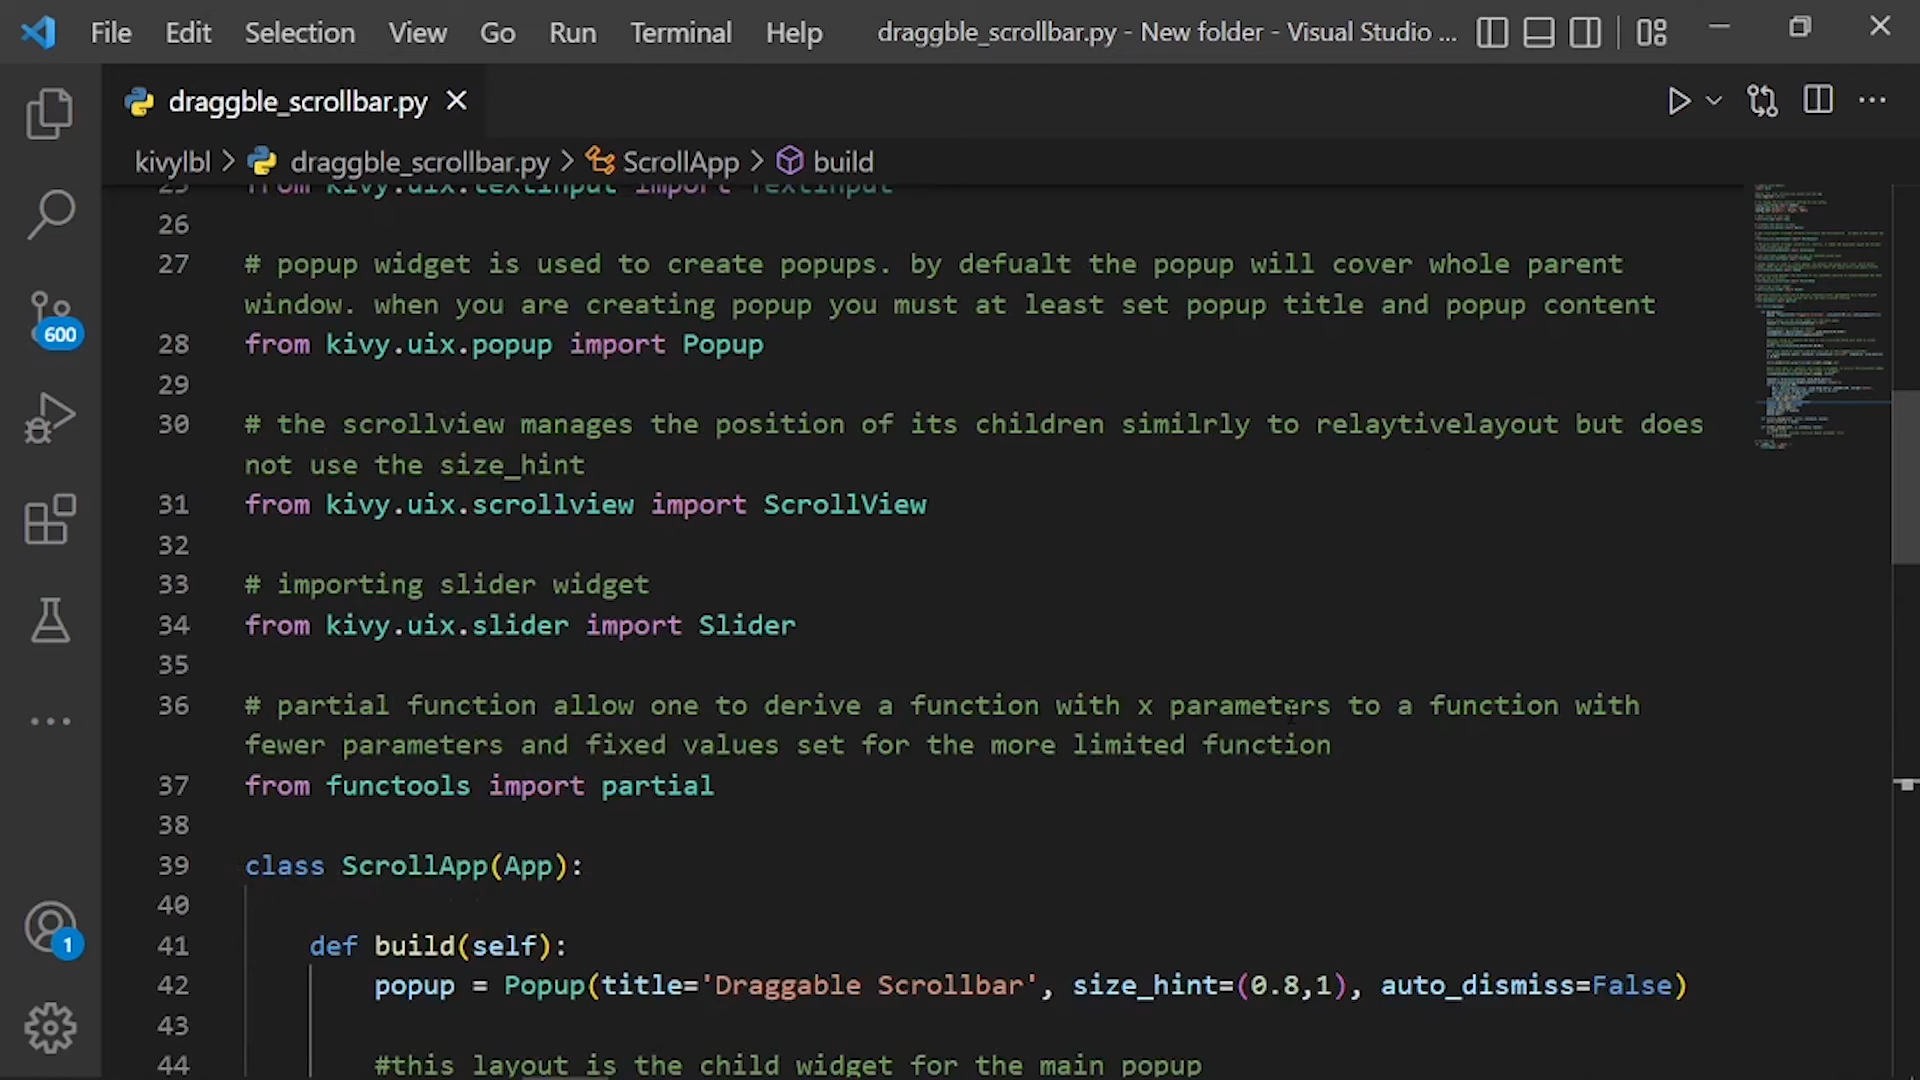 File Edit Selection View Go Run Terminal Help draggble_scrollbar.py - New folder - Visual Studio ...
draggble_scrollbar.py
kivylbl > draggble_scrollbar.py > ScrollApp > build
25 from kivy.uix.textinput import TextInput
26
27 # popup widget is used to create popups. by defualt the popup will cover whole parent
window. when you are creating popup you must at least set popup title and popup content
28 from kivy.uix.popup import Popup
29
30 # the scrollview manages the position of its children similrly to relaytivelayout but does
not use the size_hint
31 from kivy.uix.scrollview import ScrollView
32
33 # importing slider widget
34 from kivy.uix.slider import Slider
35
36 # partial function allow one to derive a function with x parameters to a function with
fewer parameters and fixed values set for the more limited function
37 from functools import partial
38
39 class ScrollApp(App):
40
41 def build(self):
42 popup = Popup(title='Draggable Scrollbar', size_hint=(0.8,1), auto_dismiss=False)
43
44 #this layout is the child widget for the main popup
600
1